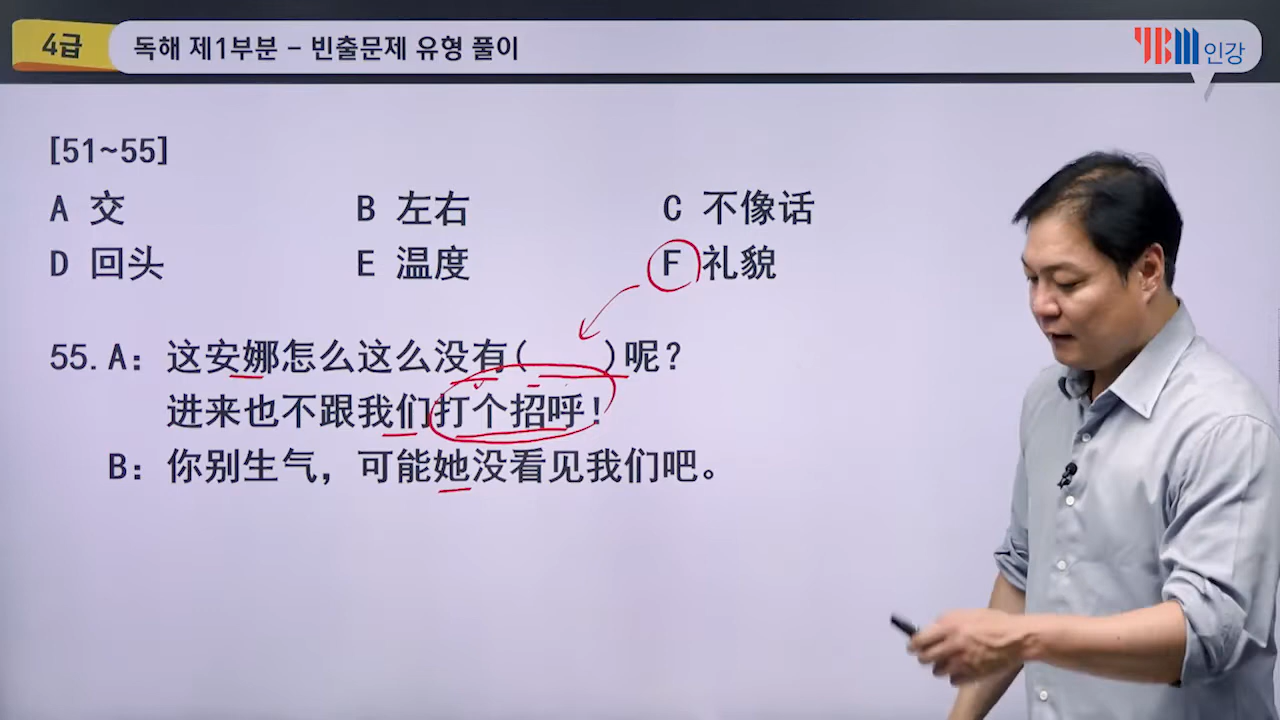 4급 독해 제1부분 – 빈출문제 유형 풀이 YBM 인강
[51~55]
A 交 B 左右 C 不像话
D 回头 E 温度 F 礼貌
55. A: 这安娜怎么这么没有( )呢?
进来也不跟我们打个招呼!
B: 你别生气，可能她没看见我们吧。